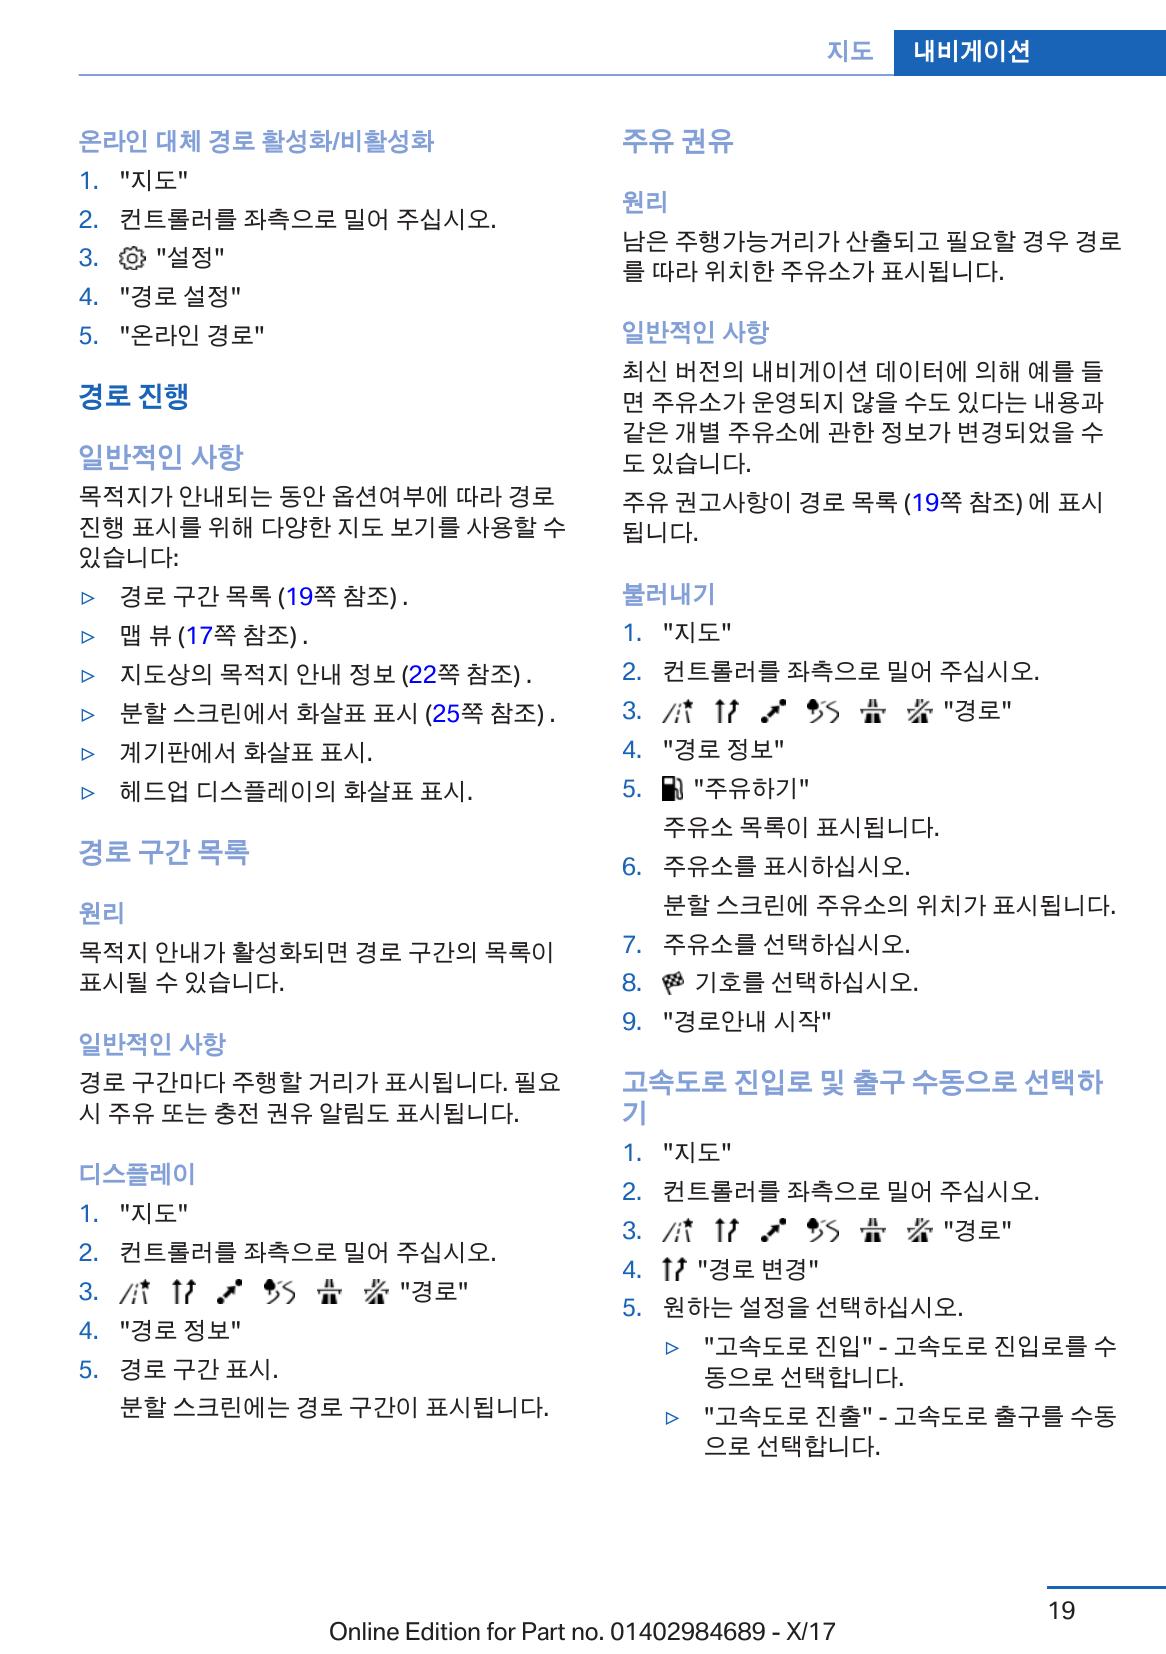 지도 내비게이션
온라인 대체 경로 활성화/비활성화
1. "지도"
2. 컨트롤러를 좌측으로 밀어 주십시오.
3. "설정"
4. "경로 설정"
5. "온라인 경로"
경로 진행
일반적인 사항
목적지가 안내되는 동안 옵션여부에 따라 경로
진행 표시를 위해 다양한 지도 보기를 사용할 수
있습니다:
▷ 경로 구간 목록 (19쪽 참조) .
▷ 맵 뷰 (17쪽 참조) .
▷ 지도상의 목적지 안내 정보 (22쪽 참조) .
▷ 분할 스크린에서 화살표 표시 (25쪽 참조) .
▷ 계기판에서 화살표 표시.
▷ 헤드업 디스플레이의 화살표 표시.
경로 구간 목록
원리
목적지 안내가 활성화되면 경로 구간의 목록이
표시될 수 있습니다.
일반적인 사항
경로 구간마다 주행할 거리가 표시됩니다. 필요
시 주유 또는 충전 권유 알림도 표시됩니다.
디스플레이
1. "지도"
2. 컨트롤러를 좌측으로 밀어 주십시오.
3. "경로"
4. "경로 정보"
5. 경로 구간 표시.
분할 스크린에는 경로 구간이 표시됩니다.
주유 권유
원리
남은 주행가능거리가 산출되고 필요할 경우 경로
를 따라 위치한 주유소가 표시됩니다.
일반적인 사항
최신 버전의 내비게이션 데이터에 의해 예를 들
면 주유소가 운영되지 않을 수도 있다는 내용과
같은 개별 주유소에 관한 정보가 변경되었을 수
도 있습니다.
주유 권고사항이 경로 목록 (19쪽 참조) 에 표시
됩니다.
불러내기
1. "지도"
2. 컨트롤러를 좌측으로 밀어 주십시오.
3. "경로"
4. "경로 정보"
5. "주유하기"
주유소 목록이 표시됩니다.
6. 주유소를 표시하십시오.
분할 스크린에 주유소의 위치가 표시됩니다.
7. 주유소를 선택하십시오.
8. 기호를 선택하십시오.
9. "경로안내 시작"
고속도로 진입로 및 출구 수동으로 선택하
기
1. "지도"
2. 컨트롤러를 좌측으로 밀어 주십시오.
3. "경로"
4. "경로 변경"
5. 원하는 설정을 선택하십시오.
▷ "고속도로 진입" - 고속도로 진입로를 수
동으로 선택합니다.
▷ "고속도로 진출" - 고속도로 출구를 수동
으로 선택합니다.
19
Online Edition for Part no. 01402984689 - X/17